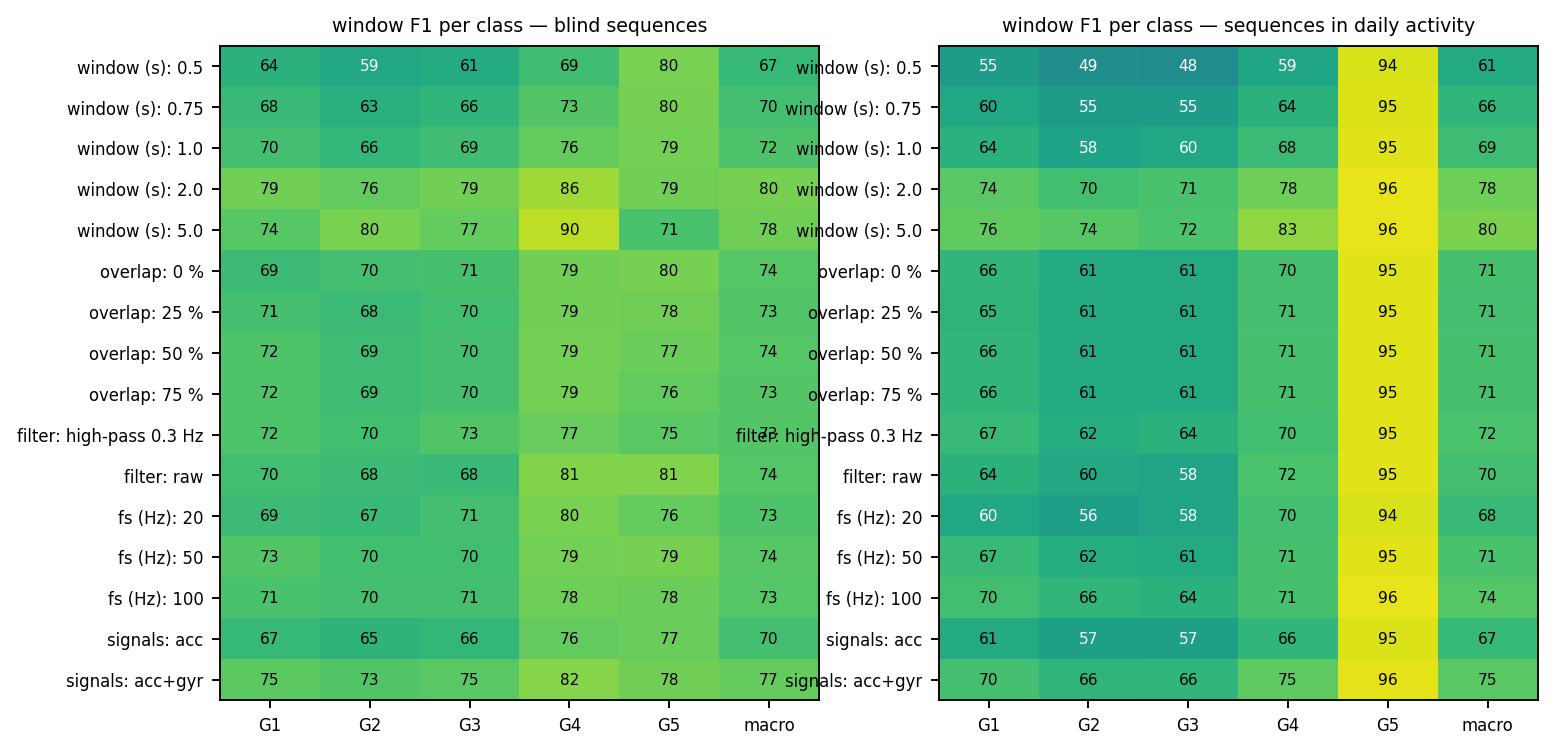 window F1 per class — blind sequences
window (s): 0.5 64 59 61 69 80 67
window (s): 0.75 68 63 66 73 80 70
window (s): 1.0 70 66 69 76 79 72
window (s): 2.0 79 76 79 86 79 80
window (s): 5.0 74 80 77 90 71 78
overlap: 0 % 69 70 71 79 80 74
overlap: 25 % 71 68 70 79 78 73
overlap: 50 % 72 69 70 79 77 74
overlap: 75 % 72 69 70 79 76 73
filter: high-pass 0.3 Hz 72 70 73 77 75 73
filter: raw 70 68 68 81 81 74
fs (Hz): 20 69 67 71 80 76 73
fs (Hz): 50 73 70 70 79 79 74
fs (Hz): 100 71 70 71 78 78 73
signals: acc 67 65 66 76 77 70
signals: acc+gyr 75 73 75 82 78 77
G1 G2 G3 G4 G5 macro
window F1 per class — sequences in daily activity
window (s): 0.5 55 49 48 59 94 61
window (s): 0.75 60 55 55 64 95 66
window (s): 1.0 64 58 60 68 95 69
window (s): 2.0 74 70 71 78 96 78
window (s): 5.0 76 74 72 83 96 80
overlap: 0 % 66 61 61 70 95 71
overlap: 25 % 65 61 61 71 95 71
overlap: 50 % 66 61 61 71 95 71
overlap: 75 % 66 61 61 71 95 71
filter: high-pass 0.3 Hz 67 62 64 70 95 72
filter: raw 64 60 58 72 95 70
fs (Hz): 20 60 56 58 70 94 68
fs (Hz): 50 67 62 61 71 95 71
fs (Hz): 100 70 66 64 71 96 74
signals: acc 61 57 57 66 95 67
signals: acc+gyr 70 66 66 75 96 75
G1 G2 G3 G4 G5 macro